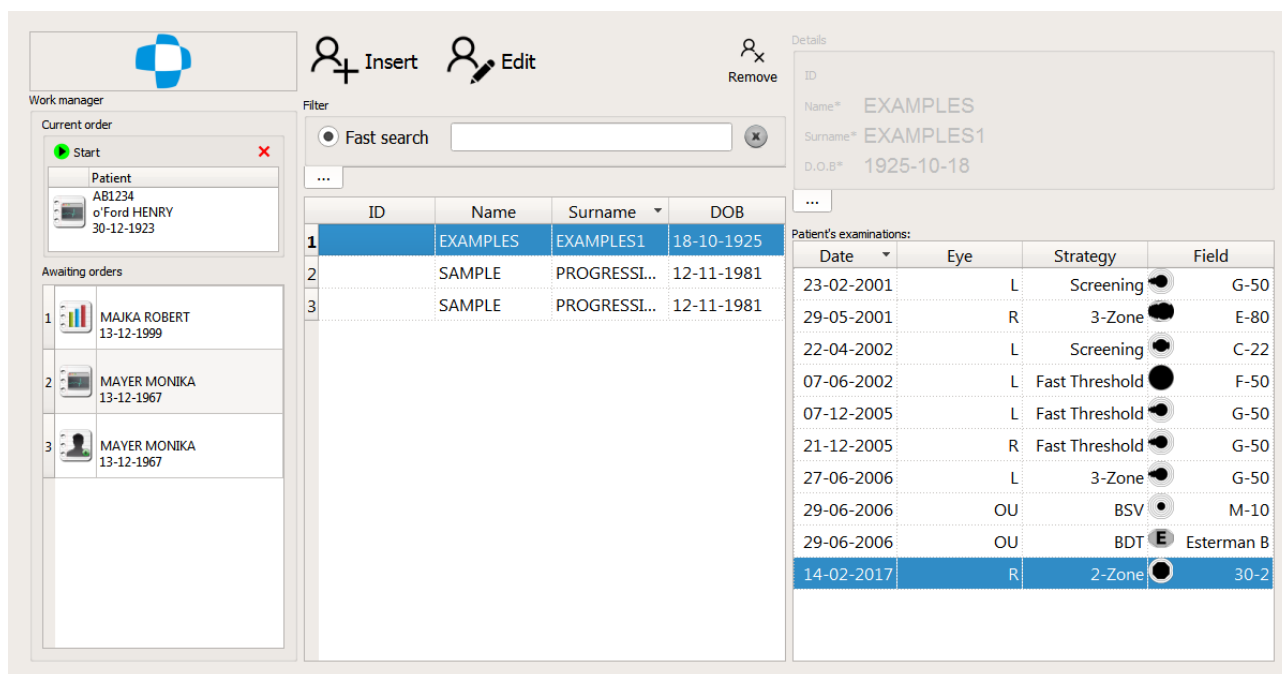 Work manager
Current order
Start
Patient
AB1234
o'Ford HENRY
30-12-1923
Awaiting orders
1 MAJKA ROBERT
13-12-1999
2 MAYER MONIKA
13-12-1967
3 MAYER MONIKA
13-12-1967
Insert Edit Remove
Filter
Fast search x
...
ID Name Surname DOB
1 EXAMPLES EXAMPLES1 18-10-1925
2 SAMPLE PROGRESSI... 12-11-1981
3 SAMPLE PROGRESSI... 12-11-1981
Details
ID
Name* EXAMPLES
Surname* EXAMPLES1
D.O.B* 1925-10-18
...
Patient's examinations:
Date Eye Strategy Field
23-02-2001 L Screening G-50
29-05-2001 R 3-Zone E-80
22-04-2002 L Screening C-22
07-06-2002 L Fast Threshold F-50
07-12-2005 L Fast Threshold G-50
21-12-2005 R Fast Threshold G-50
27-06-2006 L 3-Zone G-50
29-06-2006 OU BSV M-10
29-06-2006 OU BDT E Esterman B
14-02-2017 R 2-Zone 30-2